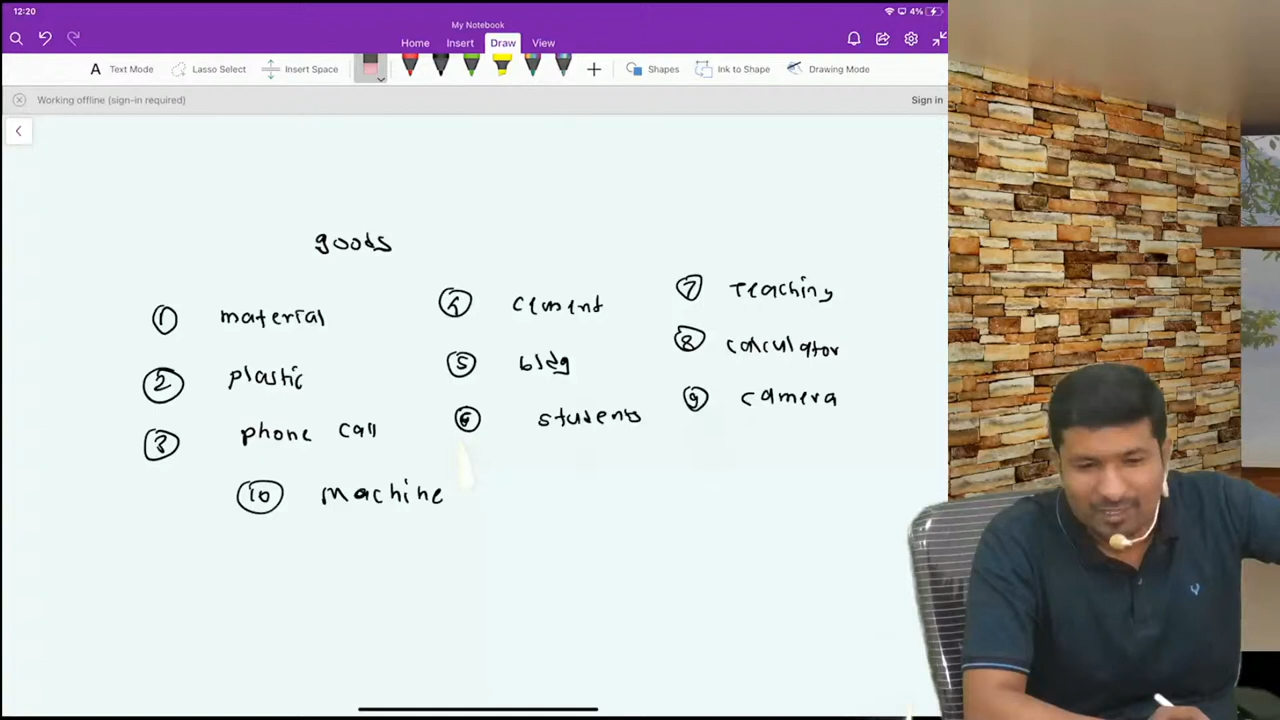 12:20
4%
My Notebook
Home Insert Draw View
Text Mode Lasso Select Insert Space Shapes Ink to Shape Drawing Mode
Working offline (sign-in required) Sign in
goods
1 material
2 plastic
3 phone call
10 machine
4 cement
5 bldg
6 students
7 Teaching
8 calculator
9 camera